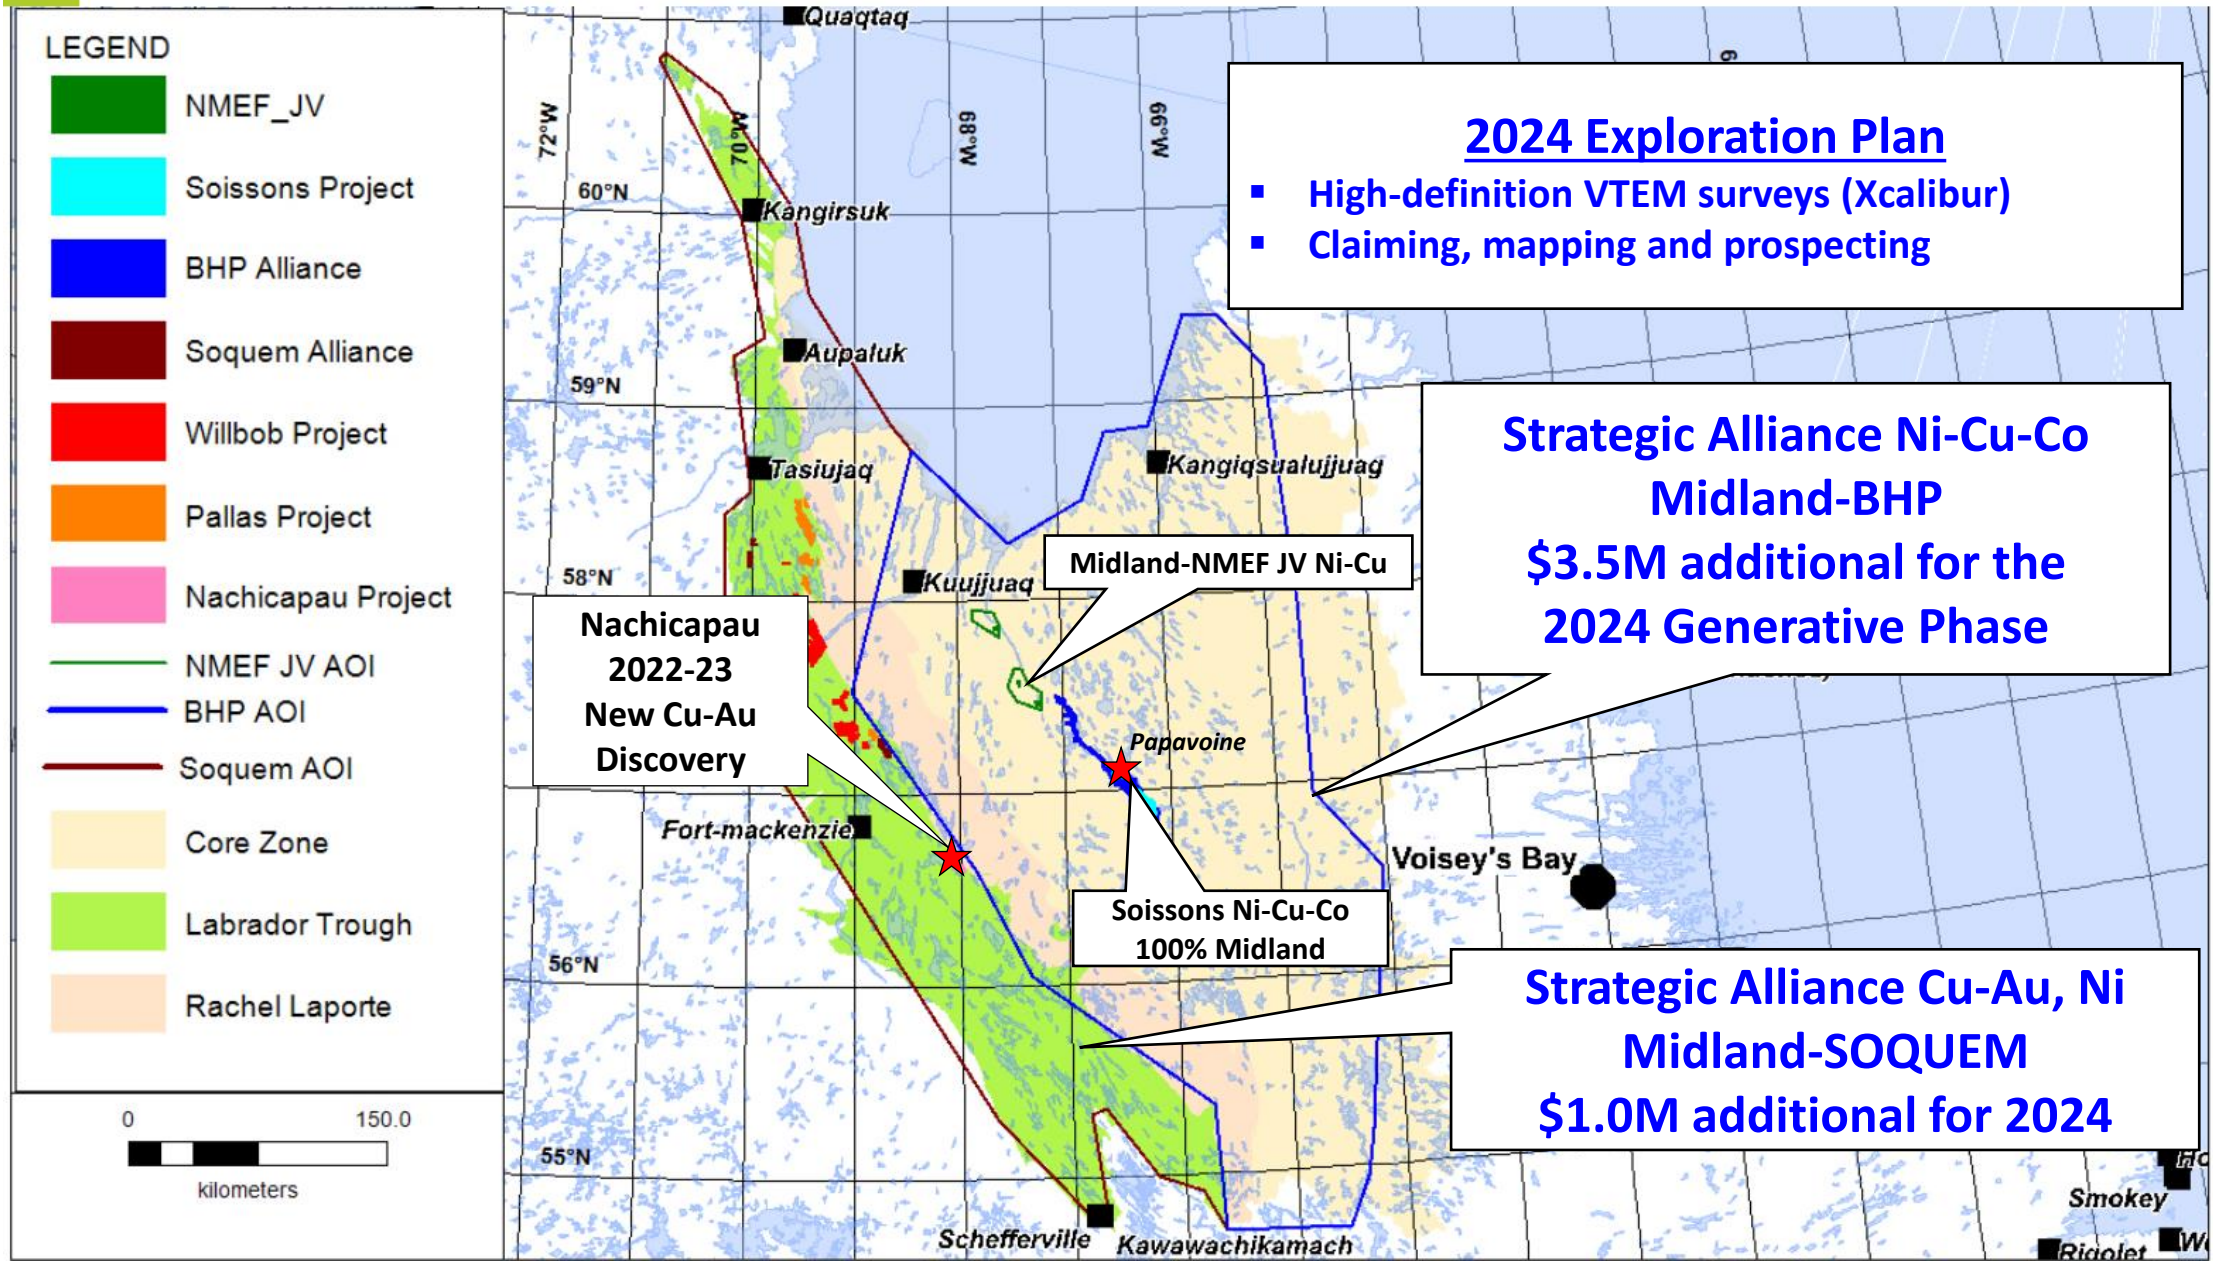 LEGEND
NMEF_JV
Soissons Project
BHP Alliance
Soquem Alliance
Willbob Project
Pallas Project
Nachicapau Project
NMEF JV AOI
BHP AOI
Soquem AOI
Core Zone
Labrador Trough
Rachel Laporte
0 150.0
kilometers
Quaqtaq
72°W
70°W
68°W
66°W
60°N
Kangirsuk
2024 Exploration Plan
▪ High-definition VTEM surveys (Xcalibur)
▪ Claiming, mapping and prospecting
Aupaluk
59°N
Tasiujaq
Kangiqsualujjuag
Strategic Alliance Ni-Cu-Co
Midland-BHP
$3.5M additional for the
2024 Generative Phase
58°N
Kuujjuaq
Midland-NMEF JV Ni-Cu
Nachicapau
2022-23
New Cu-Au
Discovery
Papavoine
Fort-mackenzie
Voisey's Bay
Soissons Ni-Cu-Co
100% Midland
56°N
Strategic Alliance Cu-Au, Ni
Midland-SOQUEM
$1.0M additional for 2024
55°N
Schefferville
Kawawachikamach
Smokey
Rigolet